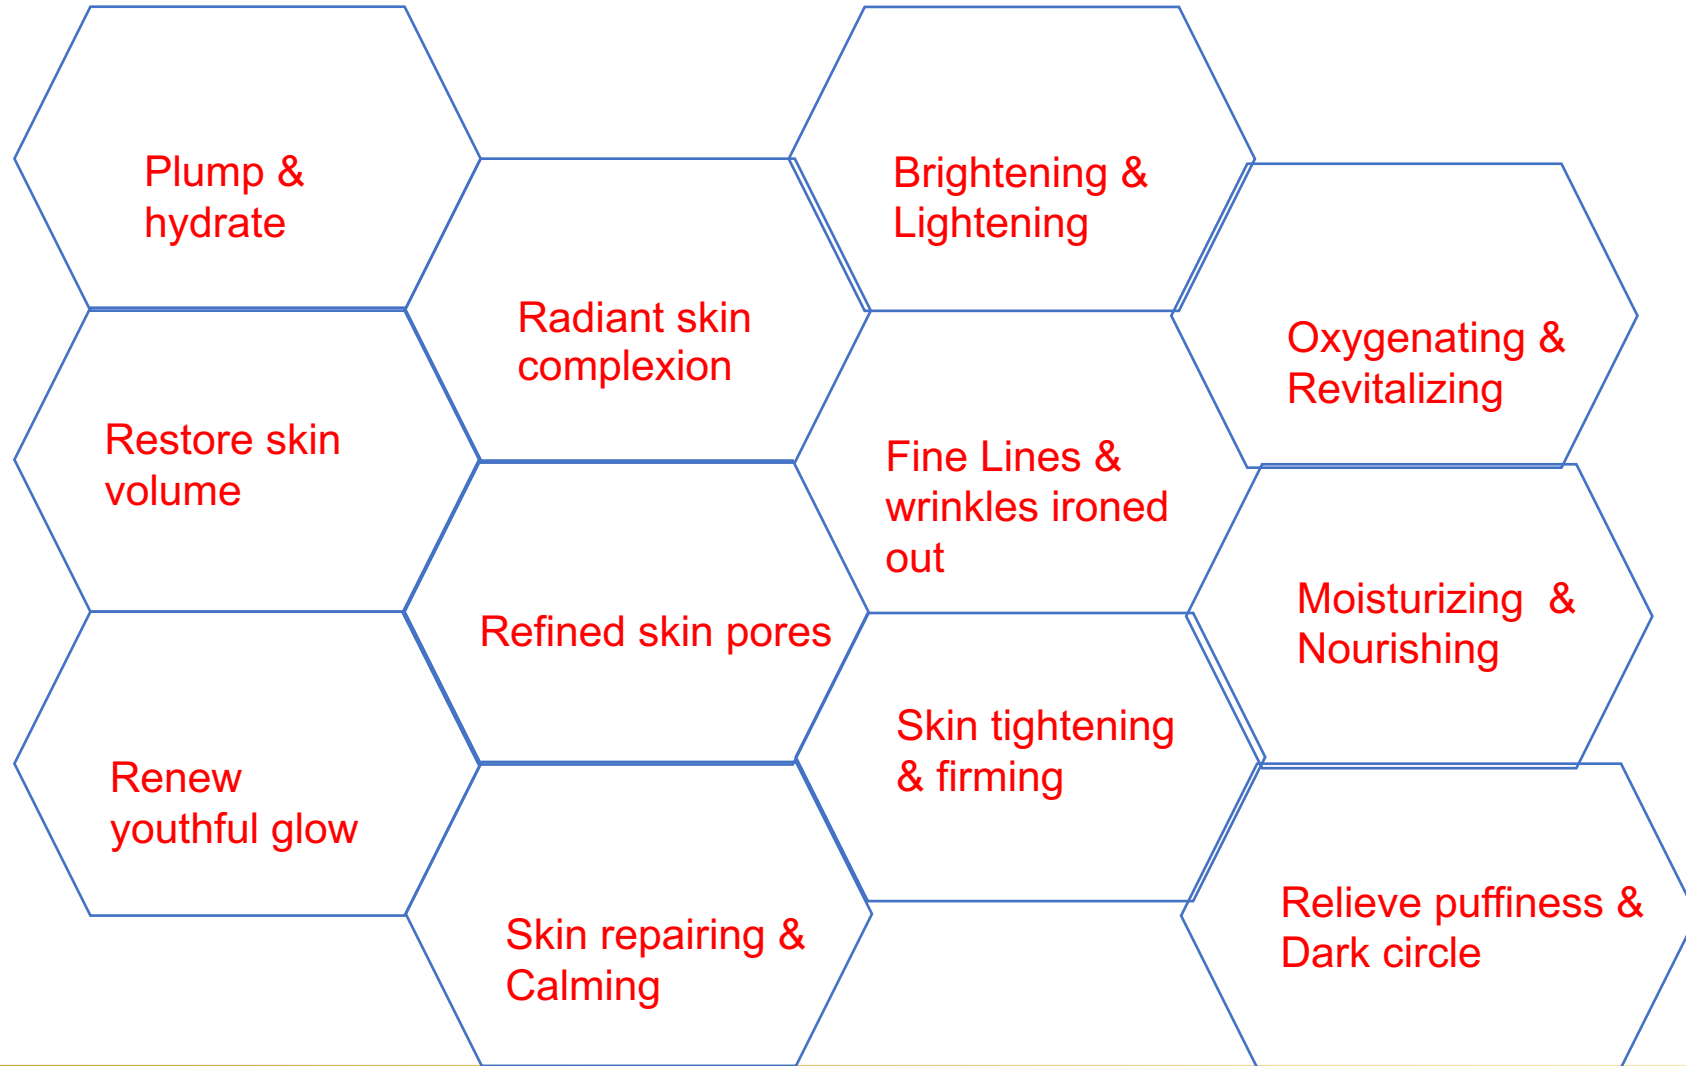 Plump &
hydrate
Restore skin
volume
Renew
youthful glow
Radiant skin
complexion
Refined skin pores
Skin repairing &
Calming
Brightening &
Lightening
Fine Lines &
wrinkles ironed
out
Skin tightening
& firming
Oxygenating &
Revitalizing
Moisturizing  &
Nourishing
Relieve puffiness &
Dark circle